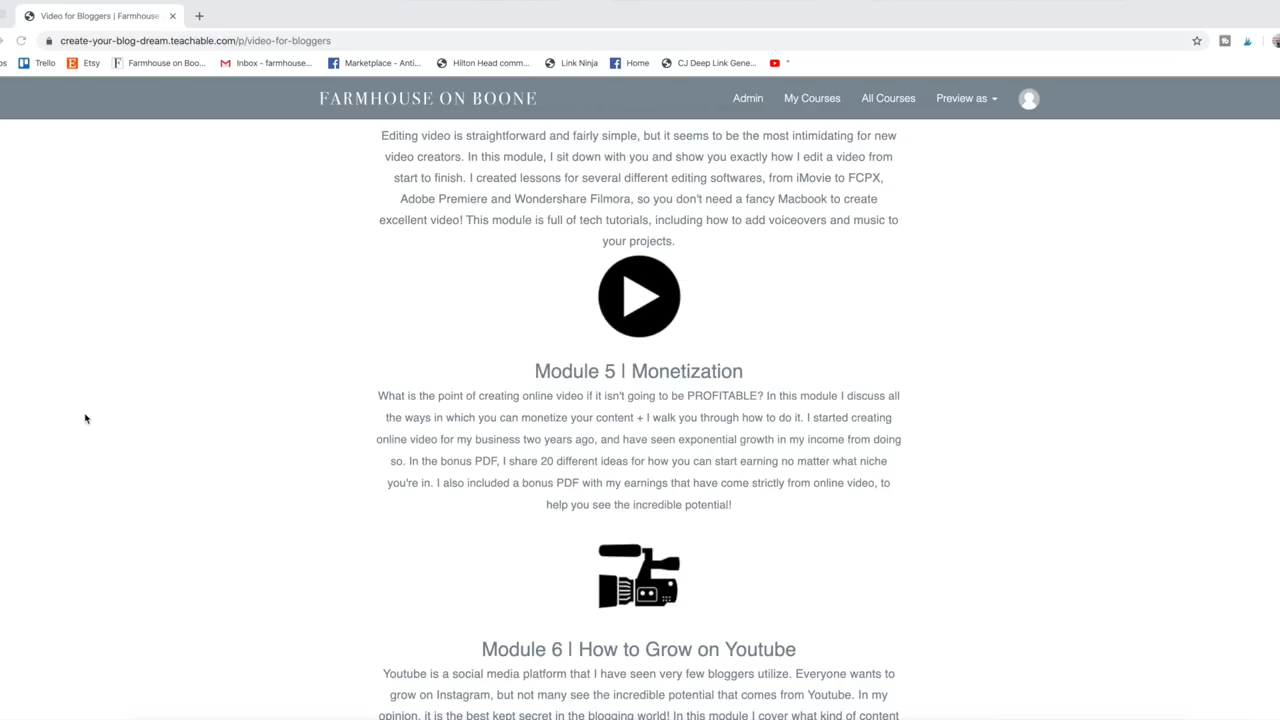 Video for Bloggers | Farmhouse
create-your-blog-dream.teachable.com/p/video-for-bloggers
ps Trello Etsy Farmhouse on Boo... Inbox - farmhouse... Marketplace - Anti... Hilton Head comm... Link Ninja Home CJ Deep Link Gene...
FARMHOUSE ON BOONE Admin My Courses All Courses Preview as
Editing video is straightforward and fairly simple, but it seems to be the most intimidating for new
video creators. In this module, I sit down with you and show you exactly how I edit a video from
start to finish. I created lessons for several different editing softwares, from iMovie to FCPX,
Adobe Premiere and Wondershare Filmora, so you don't need a fancy Macbook to create
excellent video! This module is full of tech tutorials, including how to add voiceovers and music to
your projects.
Module 5 | Monetization
What is the point of creating online video if it isn't going to be PROFITABLE? In this module I discuss all
the ways in which you can monetize your content + I walk you through how to do it. I started creating
online video for my business two years ago, and have seen exponential growth in my income from doing
so. In the bonus PDF, I share 20 different ideas for how you can start earning no matter what niche
you're in. I also included a bonus PDF with my earnings that have come strictly from online video, to
help you see the incredible potential!
Module 6 | How to Grow on Youtube
Youtube is a social media platform that I have seen very few bloggers utilize. Everyone wants to
grow on Instagram, but not many see the incredible potential that comes from Youtube. In my
opinion, it is the best kept secret in the blogging world! In this module I cover what kind of content